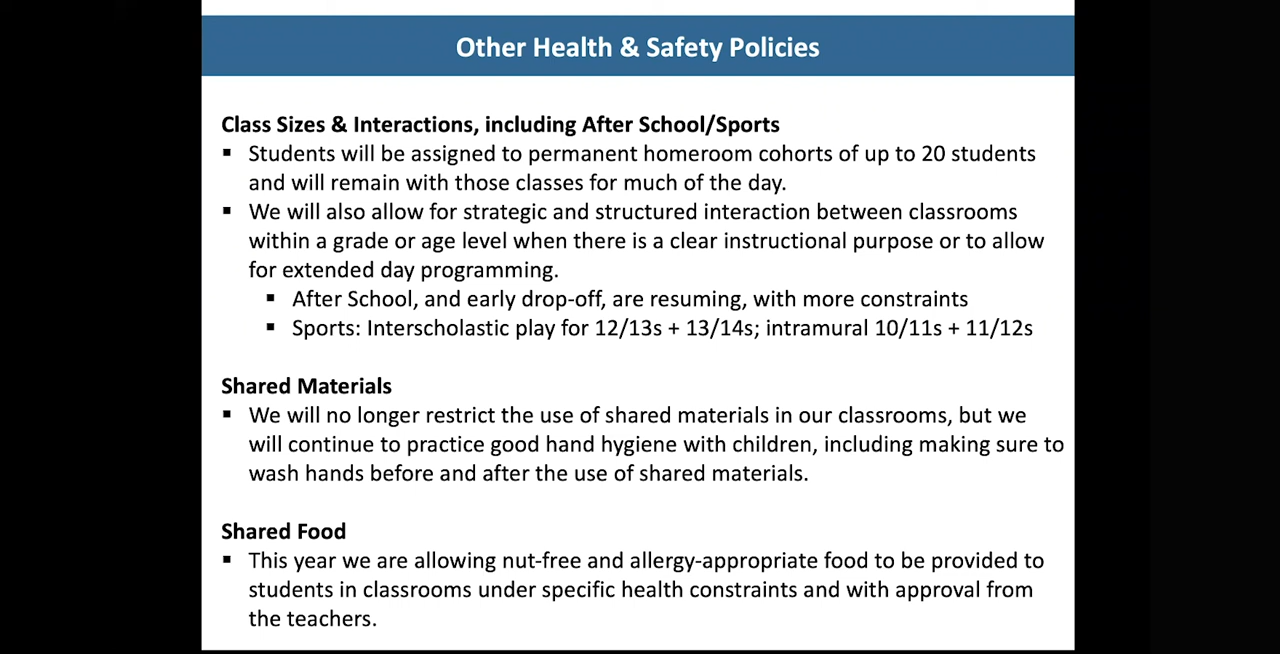 Other Health & Safety Policies
Class Sizes & Interactions, including After School/Sports
▪ Students will be assigned to permanent homeroom cohorts of up to 20 students
and will remain with those classes for much of the day.
▪ We will also allow for strategic and structured interaction between classrooms
within a grade or age level when there is a clear instructional purpose or to allow
for extended day programming.
▪ After School, and early drop-off, are resuming, with more constraints
▪ Sports: Interscholastic play for 12/13s + 13/14s; intramural 10/11s + 11/12s
Shared Materials
▪ We will no longer restrict the use of shared materials in our classrooms, but we
will continue to practice good hand hygiene with children, including making sure to
wash hands before and after the use of shared materials.
Shared Food
▪ This year we are allowing nut-free and allergy-appropriate food to be provided to
students in classrooms under specific health constraints and with approval from
the teachers.